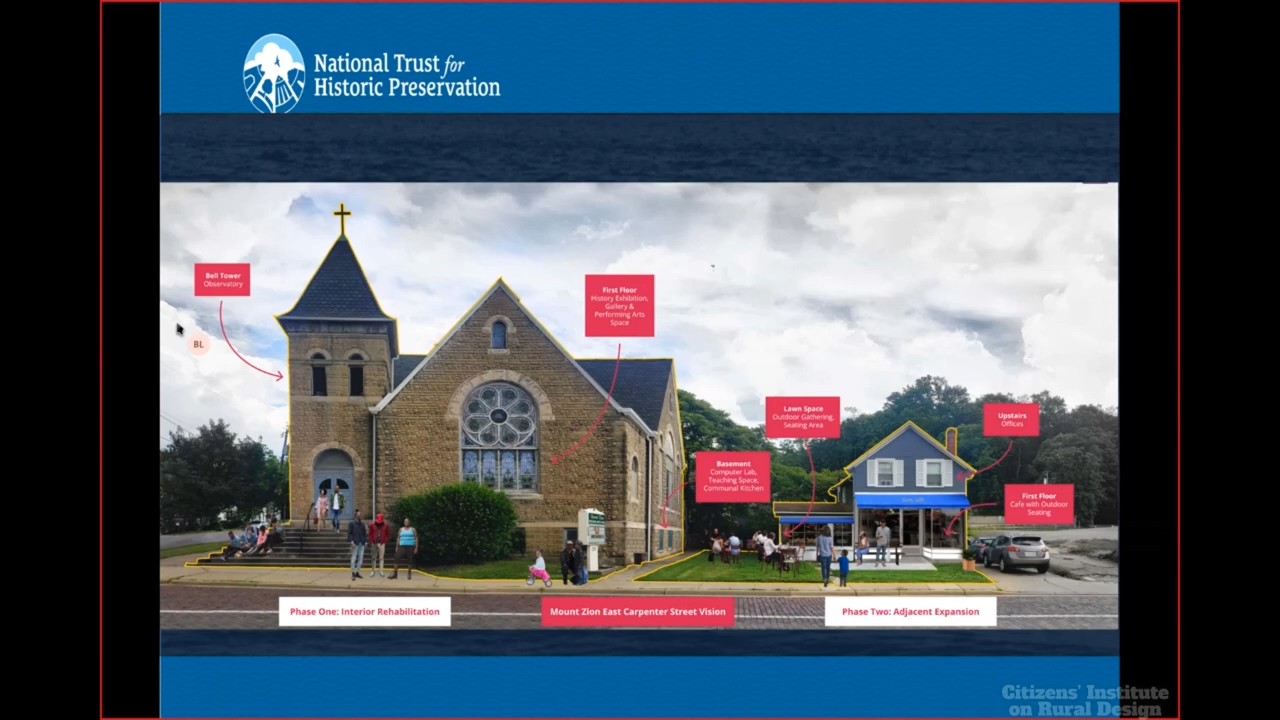 National Trust for
Historic Preservation
Bell Tower
Observatory
BL
First Floor
History Exhibition,
Gallery &
Performing Arts
Space
Lawn Space
Outdoor Gathering,
Seating Area
Upstairs
Offices
Basement
Computer Lab,
Teaching Space,
Communal Kitchen
First Floor
Cafe with Outdoor
Seating
Phase One: Interior Rehabilitation
Mount Zion East Carpenter Street Vision
Phase Two: Adjacent Expansion
Citizens' Institute
on Rural Design